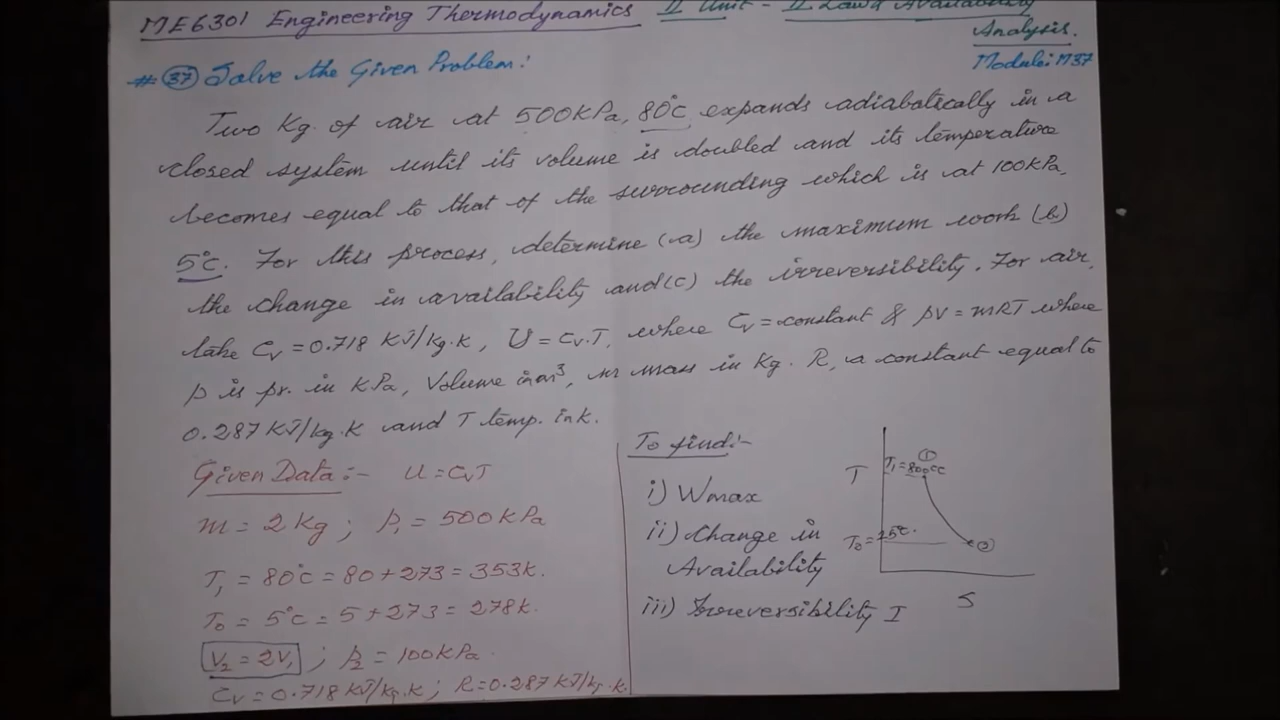 ME6301 Engineering Thermodynamics II Unit - II Law & Availability
Analysis.
Module: M37
# 37 Solve the Given Problem:
Two Kg. of air at 500KPa, 80°C expands adiabatically in a
closed system until its volume is doubled and its temperature
becomes equal to that of the surrounding which is at 100KPa,
5°C. For this process, determine (a) the maximum work (b)
the change in availability and (c) the irreversibility. For air,
take Cv = 0.718 KJ/Kg.K, U = Cv.T, where Cv = constant & pV = mRT where
p is pr. in KPa, Volume in m³, m mass in Kg. R, a constant equal to
0.287 KJ/Kg.K and T temp. in K.
Given Data:- U = CvT
m = 2 Kg ; p1 = 500 KPa
T1 = 80°C = 80 + 273 = 353K.
T0 = 5°C = 5 + 273 = 278K.
V2 = 2V1 ; p2 = 100KPa.
Cv = 0.718 KJ/Kg.K ; R = 0.287 KJ/Kg.K.
To find:-
i) Wmax
ii) Change in
Availability
iii) Irreversibility I
T
1
2
S